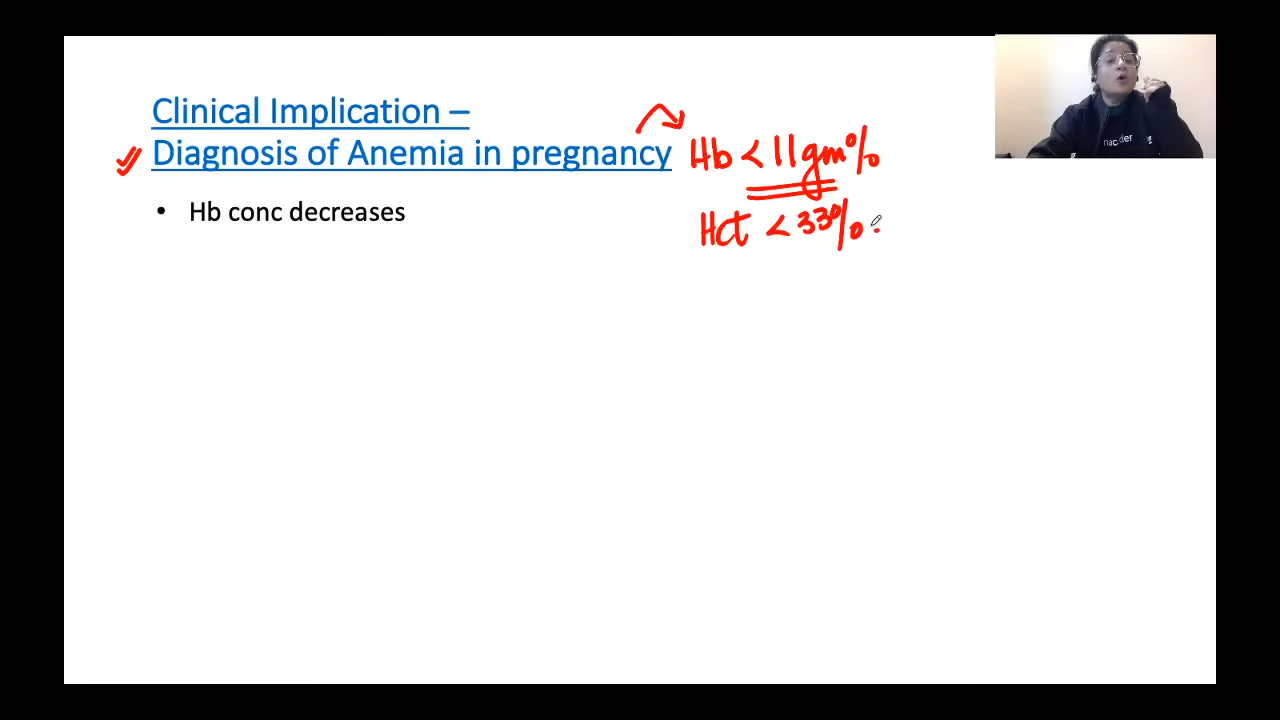 Clinical Implication –
Diagnosis of Anemia in pregnancy
Hb < 11 gm%
• Hb conc decreases
Hct < 33%